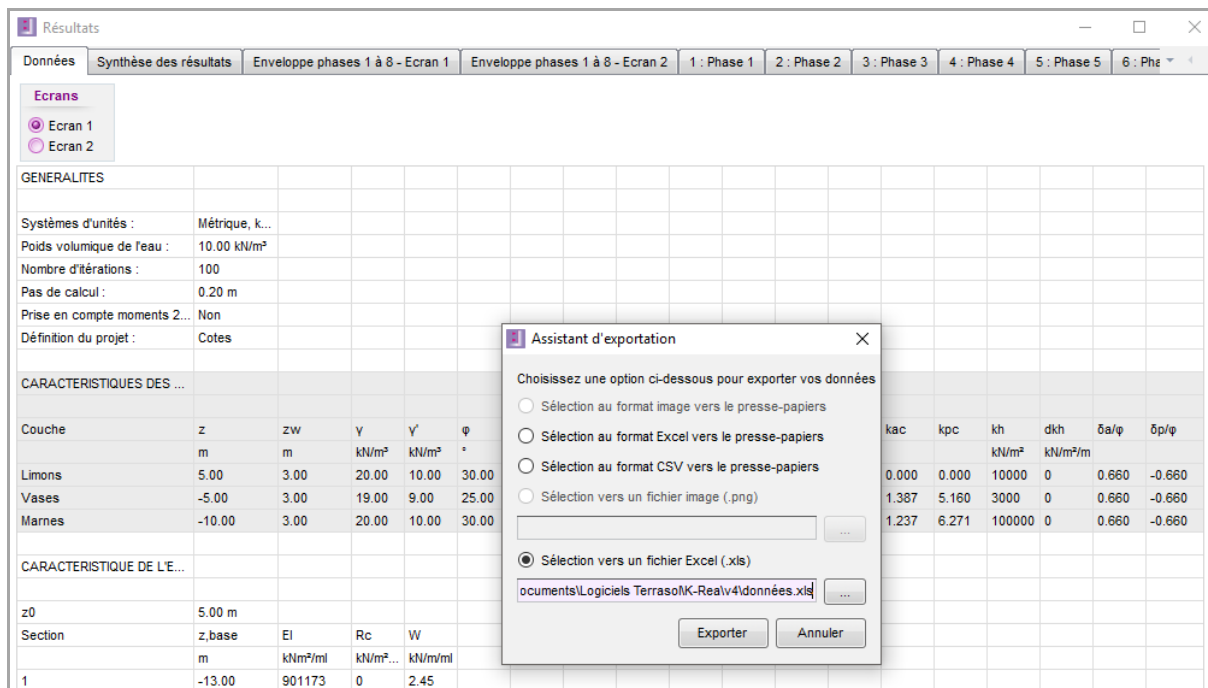 Résultats
Données Synthèse des résultats Enveloppe phases 1 à 8 - Ecran 1 Enveloppe phases 1 à 8 - Ecran 2 1 : Phase 1 2 : Phase 2 3 : Phase 3 4 : Phase 4 5 : Phase 5 6 : Pha
Ecrans
Ecran 1
Ecran 2
GENERALITES
Systèmes d'unités : Métrique, k...
Poids volumique de l'eau : 10.00 kN/m³
Nombre d'itérations : 100
Pas de calcul : 0.20 m
Prise en compte moments 2... Non
Définition du projet : Cotes
CARACTERISTIQUES DES ...
Couche z zw γ γ' φ kac kpc kh dkh δa/φ δp/φ
m m kN/m³ kN/m³ ° kN/m² kN/m²/m
Limons 5.00 3.00 20.00 10.00 30.00 0.000 0.000 10000 0 0.660 -0.660
Vases -5.00 3.00 19.00 9.00 25.00 1.387 5.160 3000 0 0.660 -0.660
Marnes -10.00 3.00 20.00 10.00 30.00 1.237 6.271 100000 0 0.660 -0.660
CARACTERISTIQUE DE L'E...
z0 5.00 m
Section z,base EI Rc W
m kNm²/ml kN/m²... kN/m/ml
1 -13.00 901173 0 2.45
Assistant d'exportation
Choisissez une option ci-dessous pour exporter vos données
Sélection au format image vers le presse-papiers
Sélection au format Excel vers le presse-papiers
Sélection au format CSV vers le presse-papiers
Sélection vers un fichier image (.png)
...
Sélection vers un fichier Excel (.xls)
ocuments\Logiciels Terrasol\K-Rea\v4\données.xls ...
Exporter Annuler